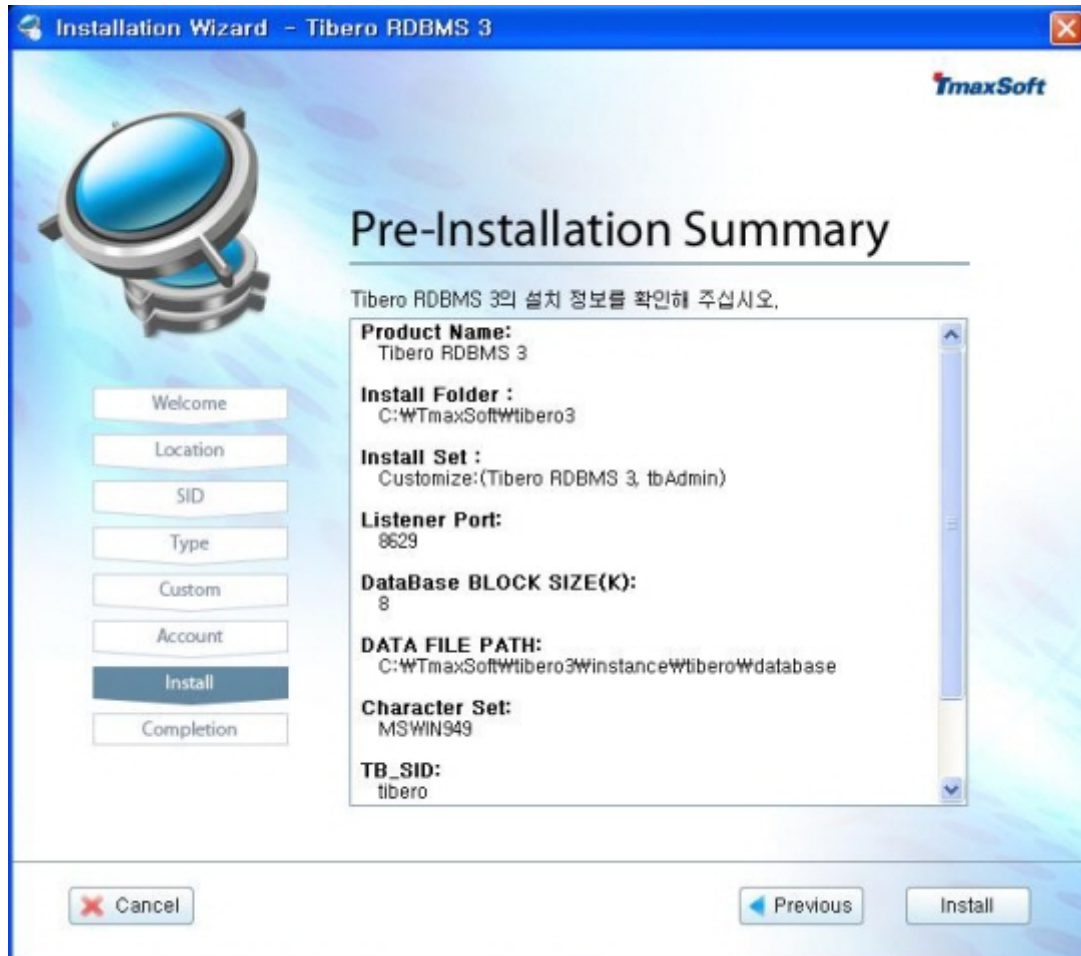 Installation Wizard - Tibero RDBMS 3
TmaxSoft
Pre-Installation Summary
Tibero RDBMS 3의 설치 정보를 확인해 주십시오.
Product Name:
Tibero RDBMS 3
Install Folder :
C:₩TmaxSoft₩tibero3
Install Set :
Customize:(Tibero RDBMS 3, tbAdmin)
Listener Port:
8629
DataBase BLOCK SIZE(K):
8
DATA FILE PATH:
C:₩TmaxSoft₩tibero3₩instance₩tibero₩database
Character Set:
MSWIN949
TB_SID:
tibero
Welcome
Location
SID
Type
Custom
Account
Install
Completion
Cancel
Previous
Install